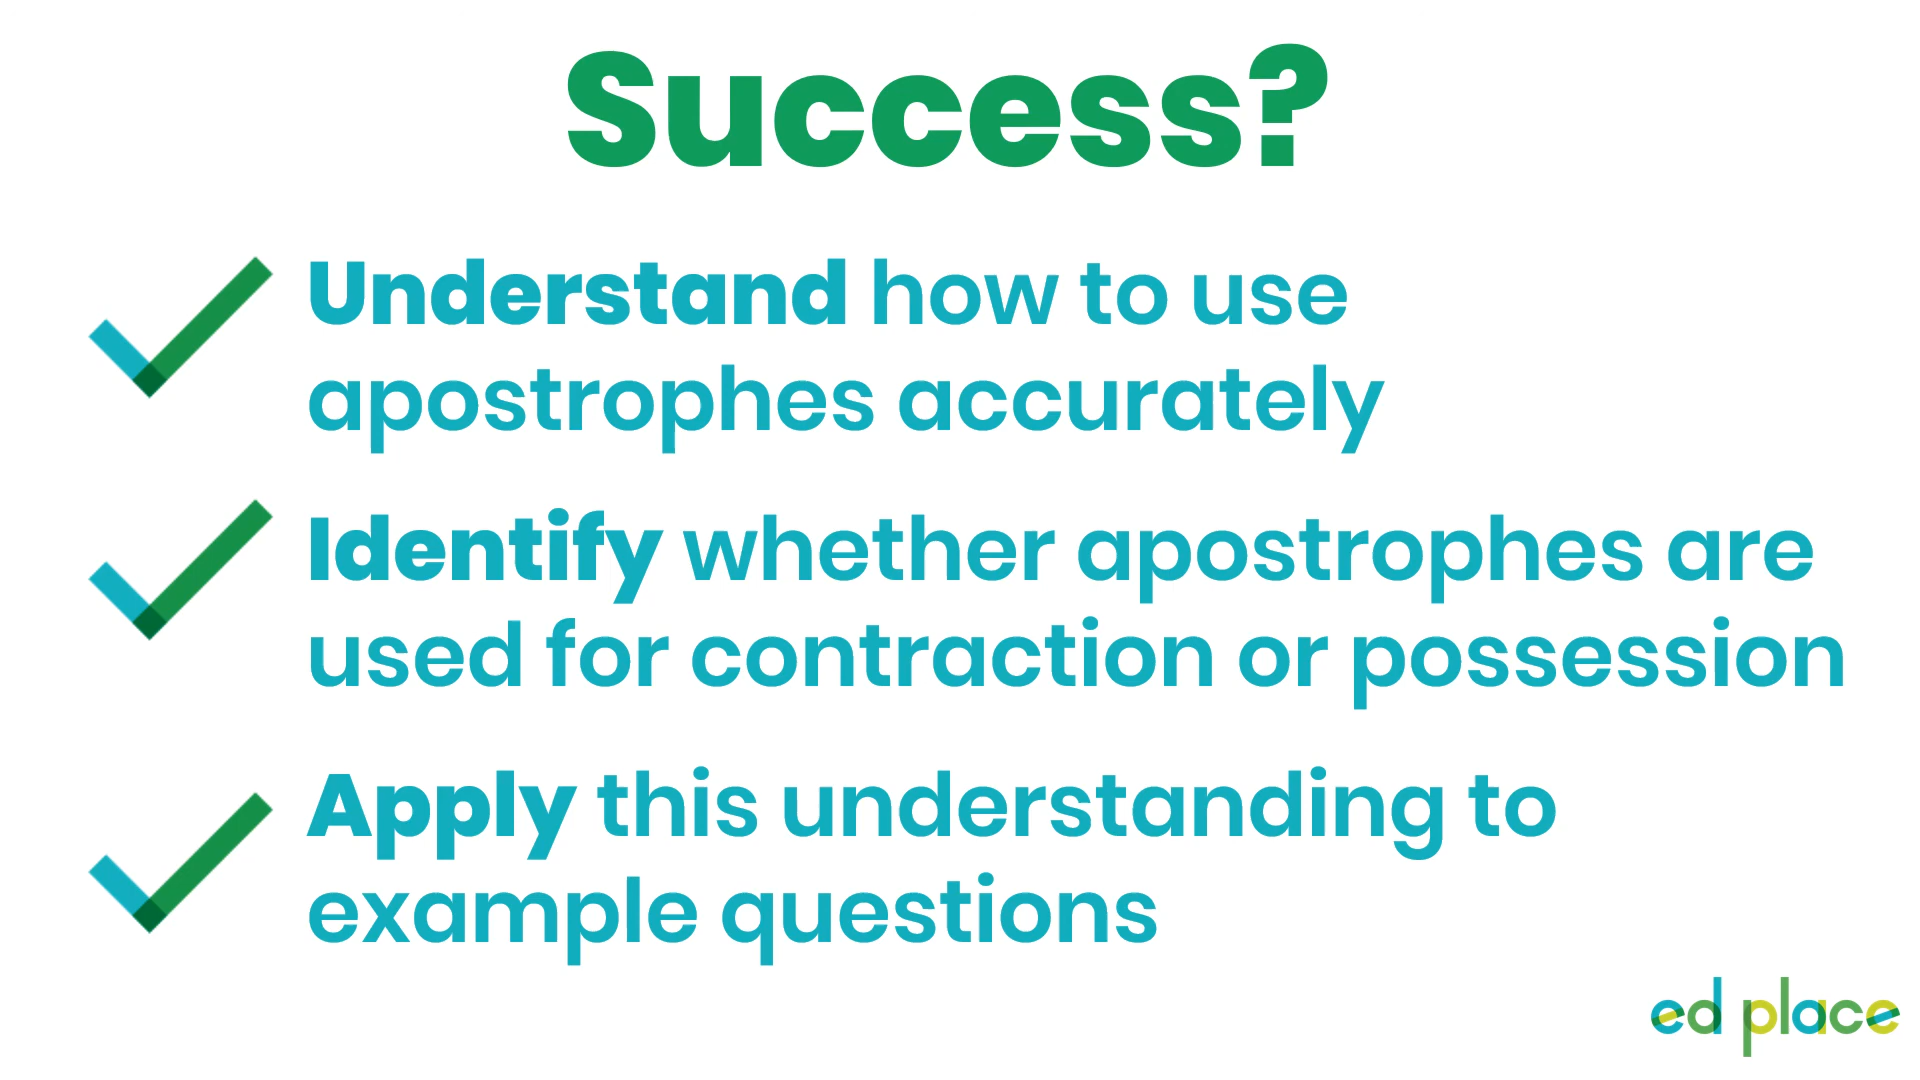 Success?
Understand how to use
apostrophes accurately
Identify whether apostrophes are
used for contraction or possession
Apply this understanding to
example questions
ed place